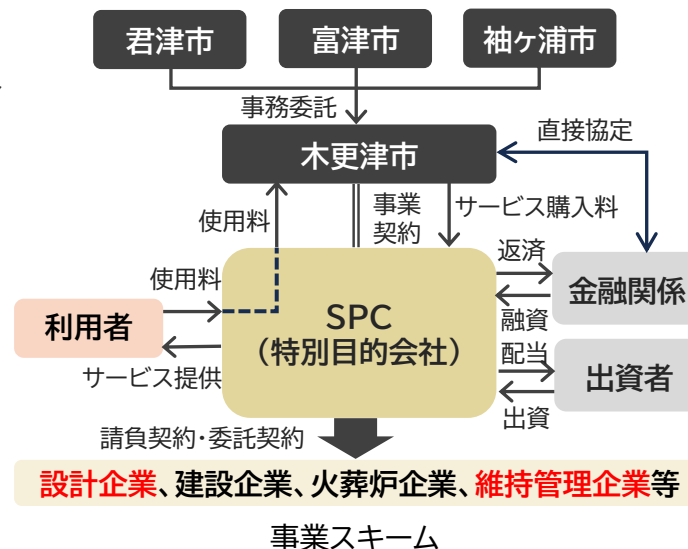 君津市
富津市
袖ヶ浦市
事務委託
直接協定
木更津市
使用料
事業
契約
サービス購入料
返済
使用料
金融関係
利用者
SPC
(特別目的会社)
融資
配当
サービス提供
出資者
出資
請負契約・委託契約
設計企業、建設企業、火葬炉企業、維持管理企業等
事業スキーム